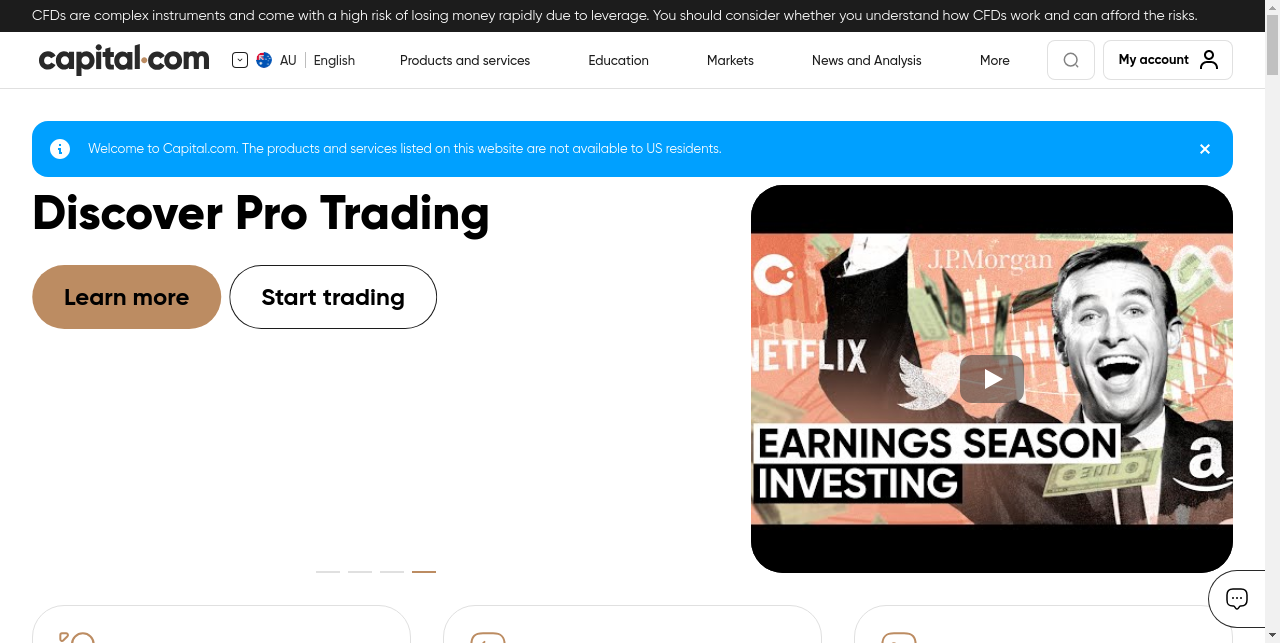 CFDs are complex instruments and come with a high risk of losing money rapidly due to leverage. You should consider whether you understand how CFDs work and can afford the risks.
capital.com
AU
English
Products and services
Education
Markets
News and Analysis
More
My account
Welcome to Capital.com. The products and services listed on this website are not available to US residents.
Discover Pro Trading
Learn more
Start trading
J.P.Morgan
NETFLIX
EARNINGS SEASON
INVESTING